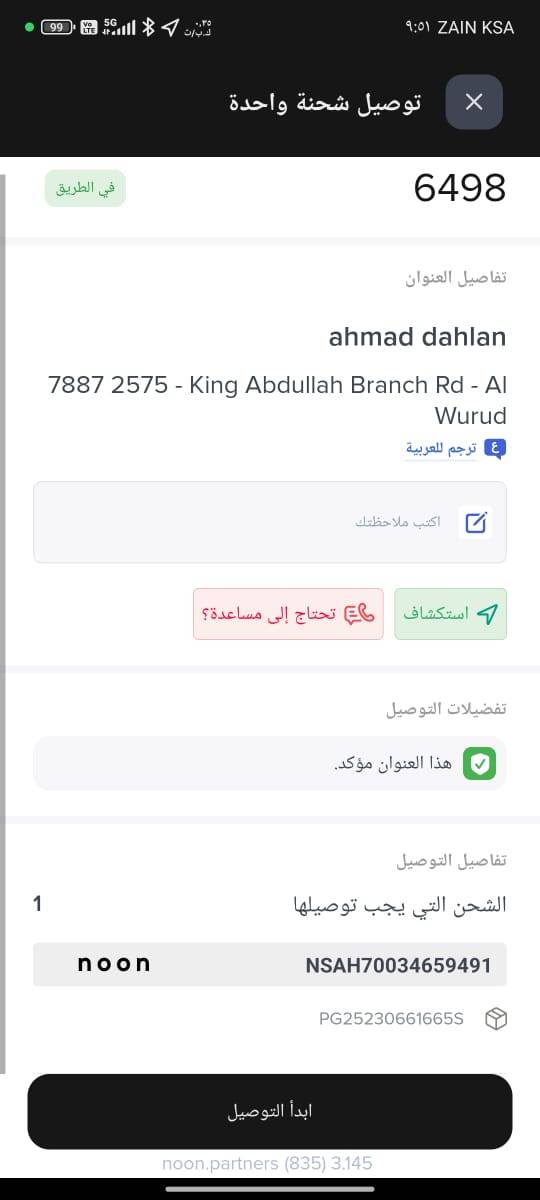 ٩:٥١ ZAIN KSA
٠,٣٥ ك.ب/ث
5G
Vo LTE
99
توصيل شحنة واحدة
6498
في الطريق
تفاصيل العنوان
ahmad dahlan
7887 2575 - King Abdullah Branch Rd - Al
Wurud
ترجم للعربية
اكتب ملاحظتك
استكشاف
تحتاج إلى مساعدة؟
تفضيلات التوصيل
هذا العنوان مؤكد.
تفاصيل التوصيل
الشحن التي يجب توصيلها 1
NSAH70034659491 noon
PG25230661665S
ابدأ التوصيل
noon.partners (835) 3.145